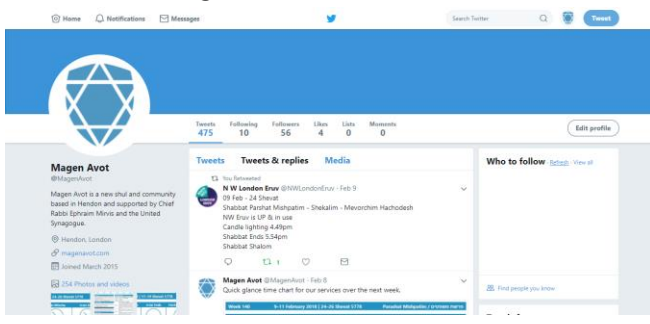 Home Notifications Messages Search Twitter Tweet
Tweets Following Followers Likes Lists Moments
475 10 56 4 0 0
Edit profile
Magen Avot
@MagenAvot
Magen Avot is a new shul and community
based in Hendon and supported by Chief
Rabbi Ephraim Mirvis and the United
Synagogue.
Hendon, London
magenavot.com
Joined March 2015
254 Photos and videos
Tweets Tweets & replies Media
You Retweeted
N W London Eruv @NWLondonEruv · Feb 9
09 Feb - 24 Shevat
Shabbat Parshat Mishpatim - Shekalim - Mevorchim Hachodesh
NW Eruv is UP & in use
Candle lighting 4.49pm
Shabbat Ends 5.54pm
Shabbat Shalom
1
Magen Avot @MagenAvot · Feb 8
Quick glance time chart for our services over the next week.
Week 140 9-11 February 2018 | 24-26 Shevat 5778
Who to follow · Refresh · View all
Find people you know